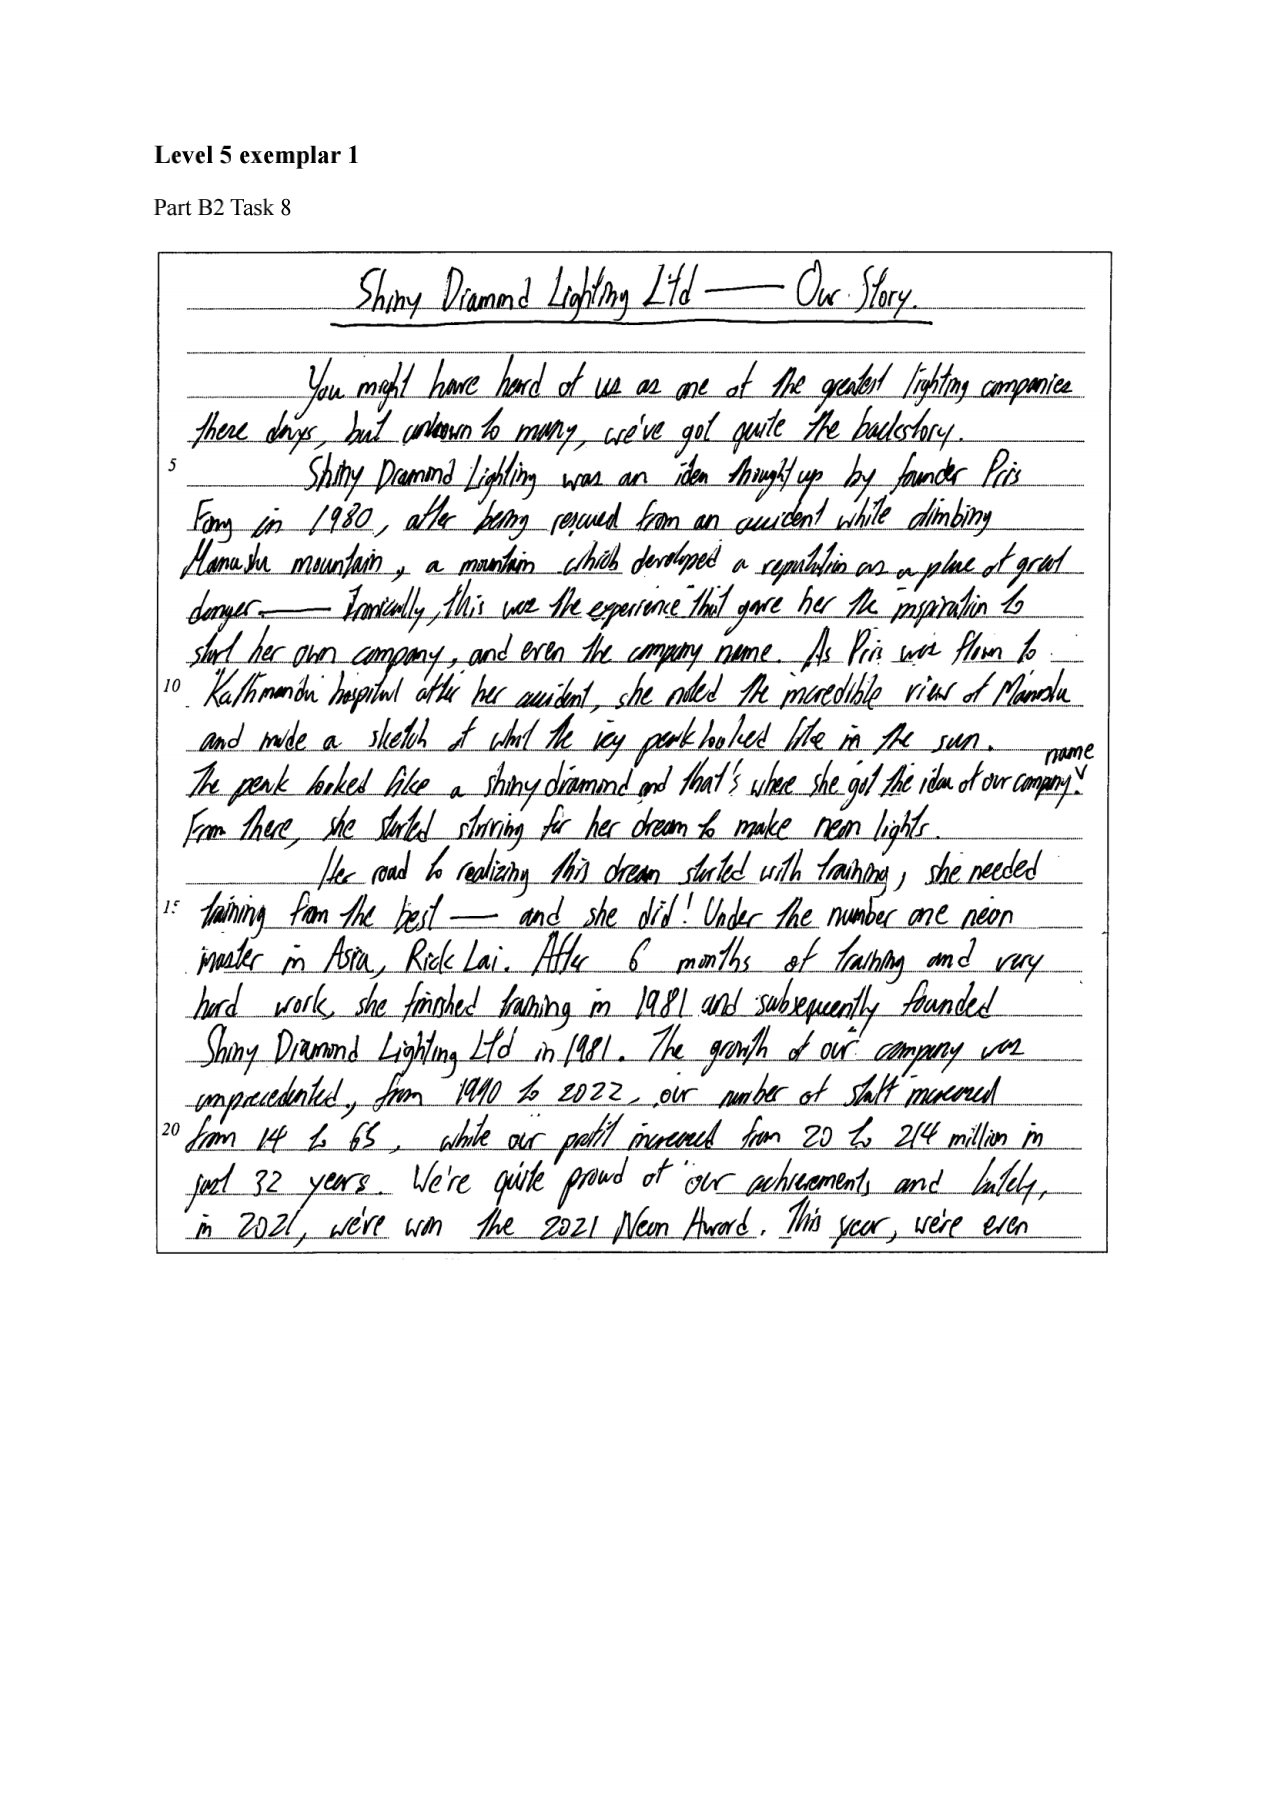 Level 5 exemplar 1
Part B2 Task 8
Shiny Diamond Lighting Ltd — Our Story.
You might have heard of us as one of the greatest lighting companies
these days, but unknown to many, we've got quite the backstory.
5
Shiny Diamond Lighting was an idea thought up by founder Piis
Fong in 1980, after being rescued from an accident while climbing
Manaslu mountain, a mountain which developed a reputation as a place of great
danger — Ironically, this was the experience that gave her the inspiration to
start her own company, and even the company name. As Piis was flown to
10 Kathmandu hospital after her accident, she noted the incredible view of Manaslu
and made a sketch of what the icy peak looked like in the sun.
name
The peak looked like a shiny diamond and that's where she got the idea of our company.
From there, she started striving for her dream to make neon lights.
Her road to realizing this dream started with training, she needed
15 training from the best — and she did! Under the number one neon
master in Asia, Rick Lai. After 6 months of training and very
hard work, she finished training in 1981 and subsequently founded
Shiny Diamond Lighting Ltd in 1981. The growth of our company was
unprecedented, from 1990 to 2022, our number of staff increased
20 from 14 to 65, while our profit increased from 20 to 214 million in
just 32 years. We're quite proud of our achievements and lately,
in 2021, we've won the 2021 Neon Award. This year, we're even